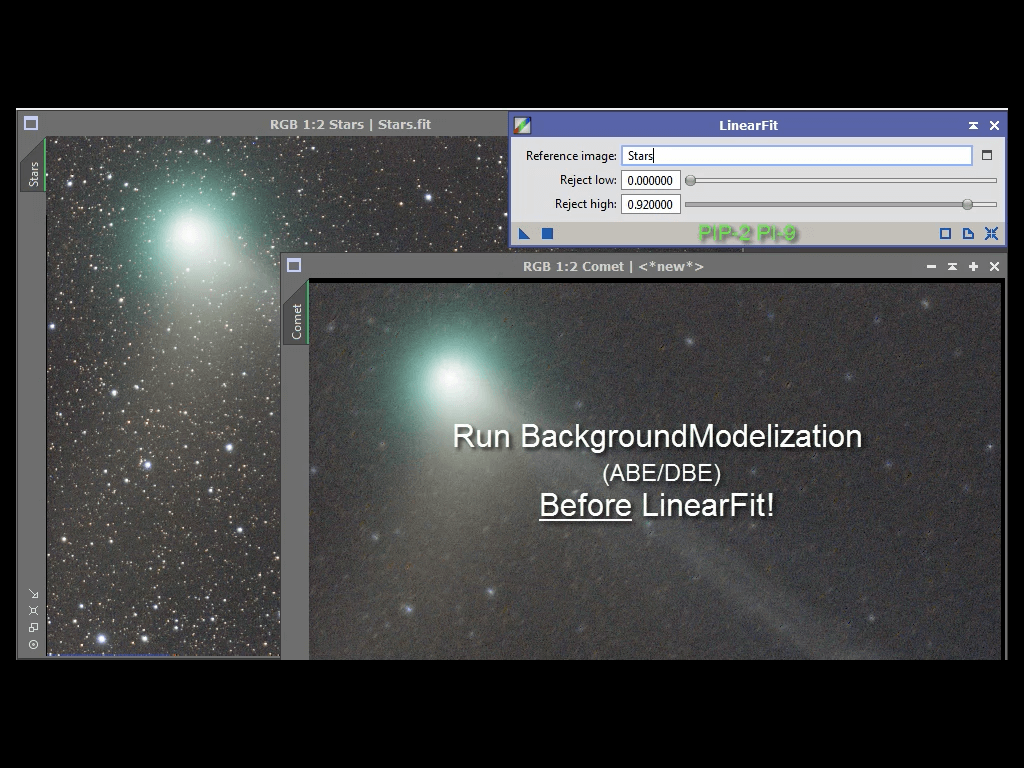 RGB 1:2 Stars | Stars.fit
LinearFit
Stars
Reference image: Stars
Reject low: 0.000000
Reject high: 0.920000
PIP-2 PI-9
RGB 1:2 Comet | <*new*>
Comet
Run BackgroundModelization
(ABE/DBE)
Before LinearFit!